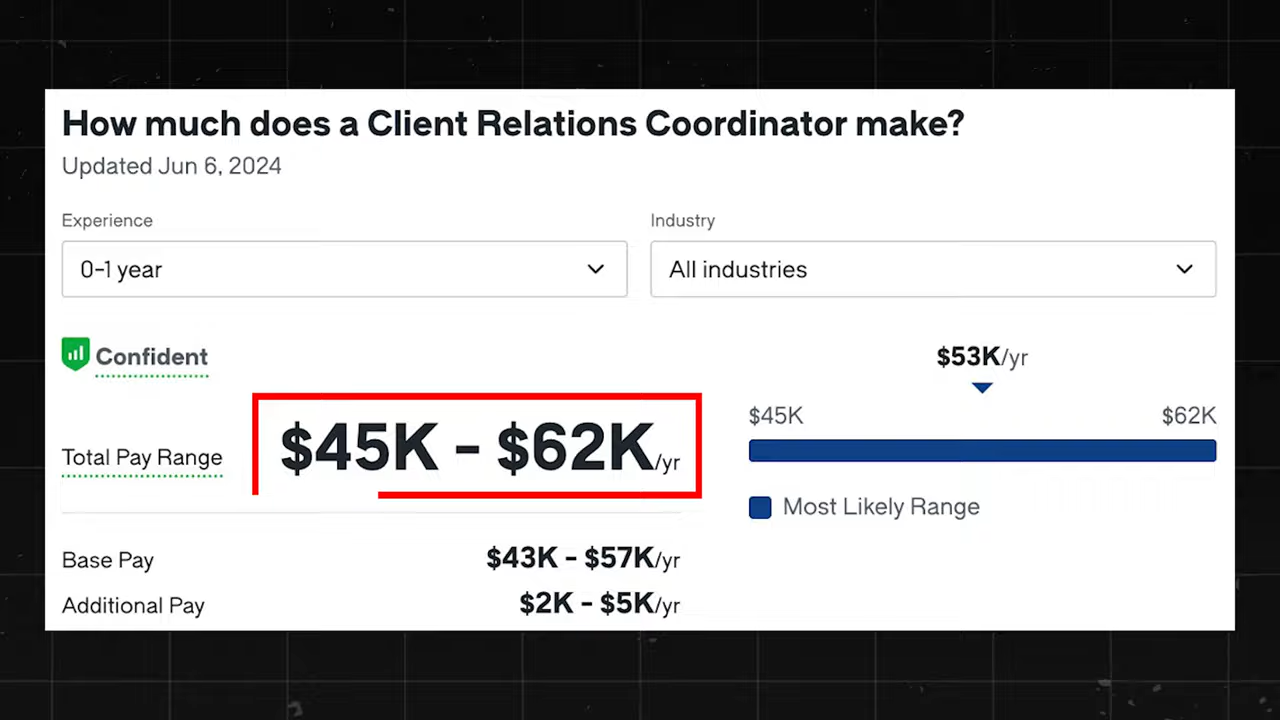 How much does a Client Relations Coordinator make?
Updated Jun 6, 2024
Experience
Industry
0-1 year
All industries
Confident
$53K/yr
$45K
$62K
Total Pay Range
$45K - $62K/yr
Most Likely Range
Base Pay
$43K - $57K/yr
Additional Pay
$2K - $5K/yr